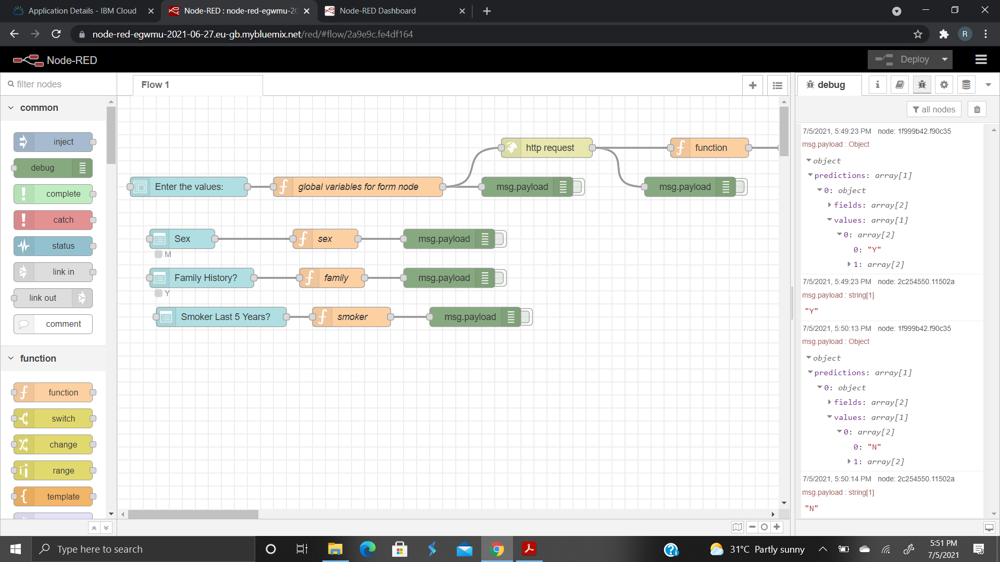 Application Details - IBM Cloud
Node-RED : node-red-egwmu-20
Node-RED Dashboard
node-red-egwmu-2021-06-27.eu-gb.mybluemix.net/red/#flow/2a9e9c.fe4df164
R
Node-RED
Deploy
filter nodes
Flow 1
debug
all nodes
common
inject
debug
complete
catch
status
link in
link out
comment
function
function
switch
change
range
template
http request
function
Enter the values:
global variables for form node
msg.payload
msg.payload
Sex
sex
msg.payload
M
Family History?
family
msg.payload
Y
Smoker Last 5 Years?
smoker
msg.payload
7/5/2021, 5:49:23 PM node: 1f999b42.f90c35
msg.payload : Object
object
predictions: array[1]
0: object
fields: array[2]
values: array[1]
0: array[2]
0: "Y"
1: array[2]
7/5/2021, 5:49:23 PM node: 2c254550.11502a
msg.payload : string[1]
"Y"
7/5/2021, 5:50:13 PM node: 1f999b42.f90c35
msg.payload : Object
object
predictions: array[1]
0: object
fields: array[2]
values: array[1]
0: array[2]
0: "N"
1: array[2]
7/5/2021, 5:50:14 PM node: 2c254550.11502a
msg.payload : string[1]
"N"
Type here to search
31°C Partly sunny
5:51 PM
7/5/2021